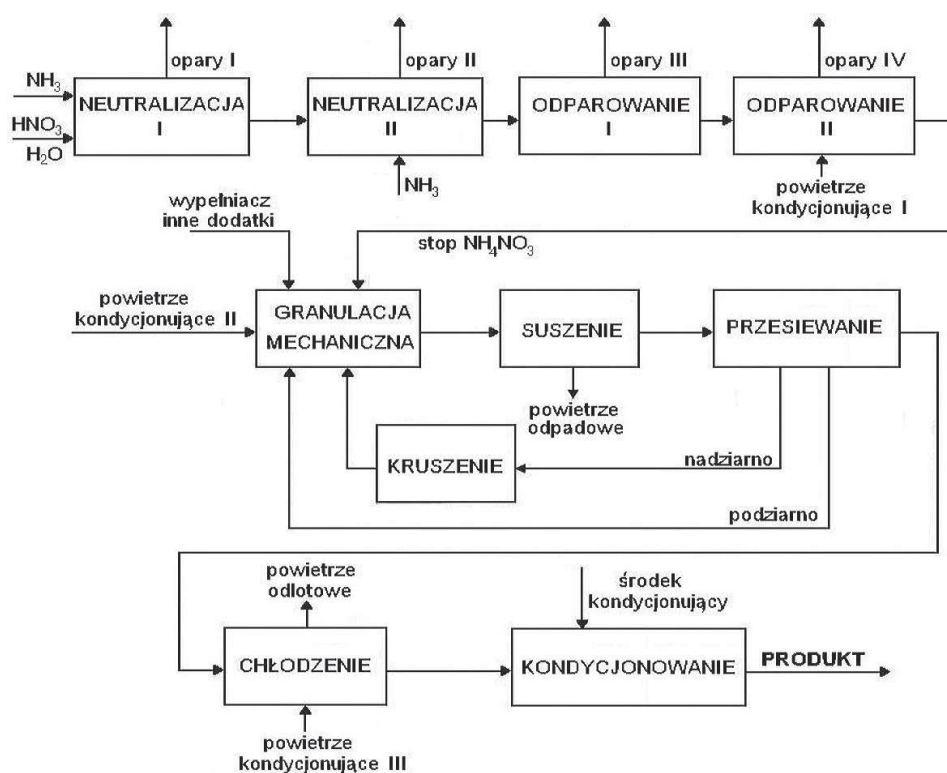 opary I
opary II
opary III
opary IV
NH₃
HNO₃
H₂O
NEUTRALIZACJA
I
NEUTRALIZACJA
II
ODPAROWANIE
I
ODPAROWANIE
II
NH₃
powietrze
kondycjonujące I
wypełniacz
inne dodatki
stop NH₄NO₃
powietrze
kondycjonujące II
GRANULACJA
MECHANICZNA
SUSZENIE
PRZESIEWANIE
powietrze
odpadowe
KRUSZENIE
nadziarno
podziarno
powietrze
odlotowe
środek
kondycjonujący
CHŁODZENIE
KONDYCJONOWANIE
PRODUKT
powietrze
kondycjonujące III